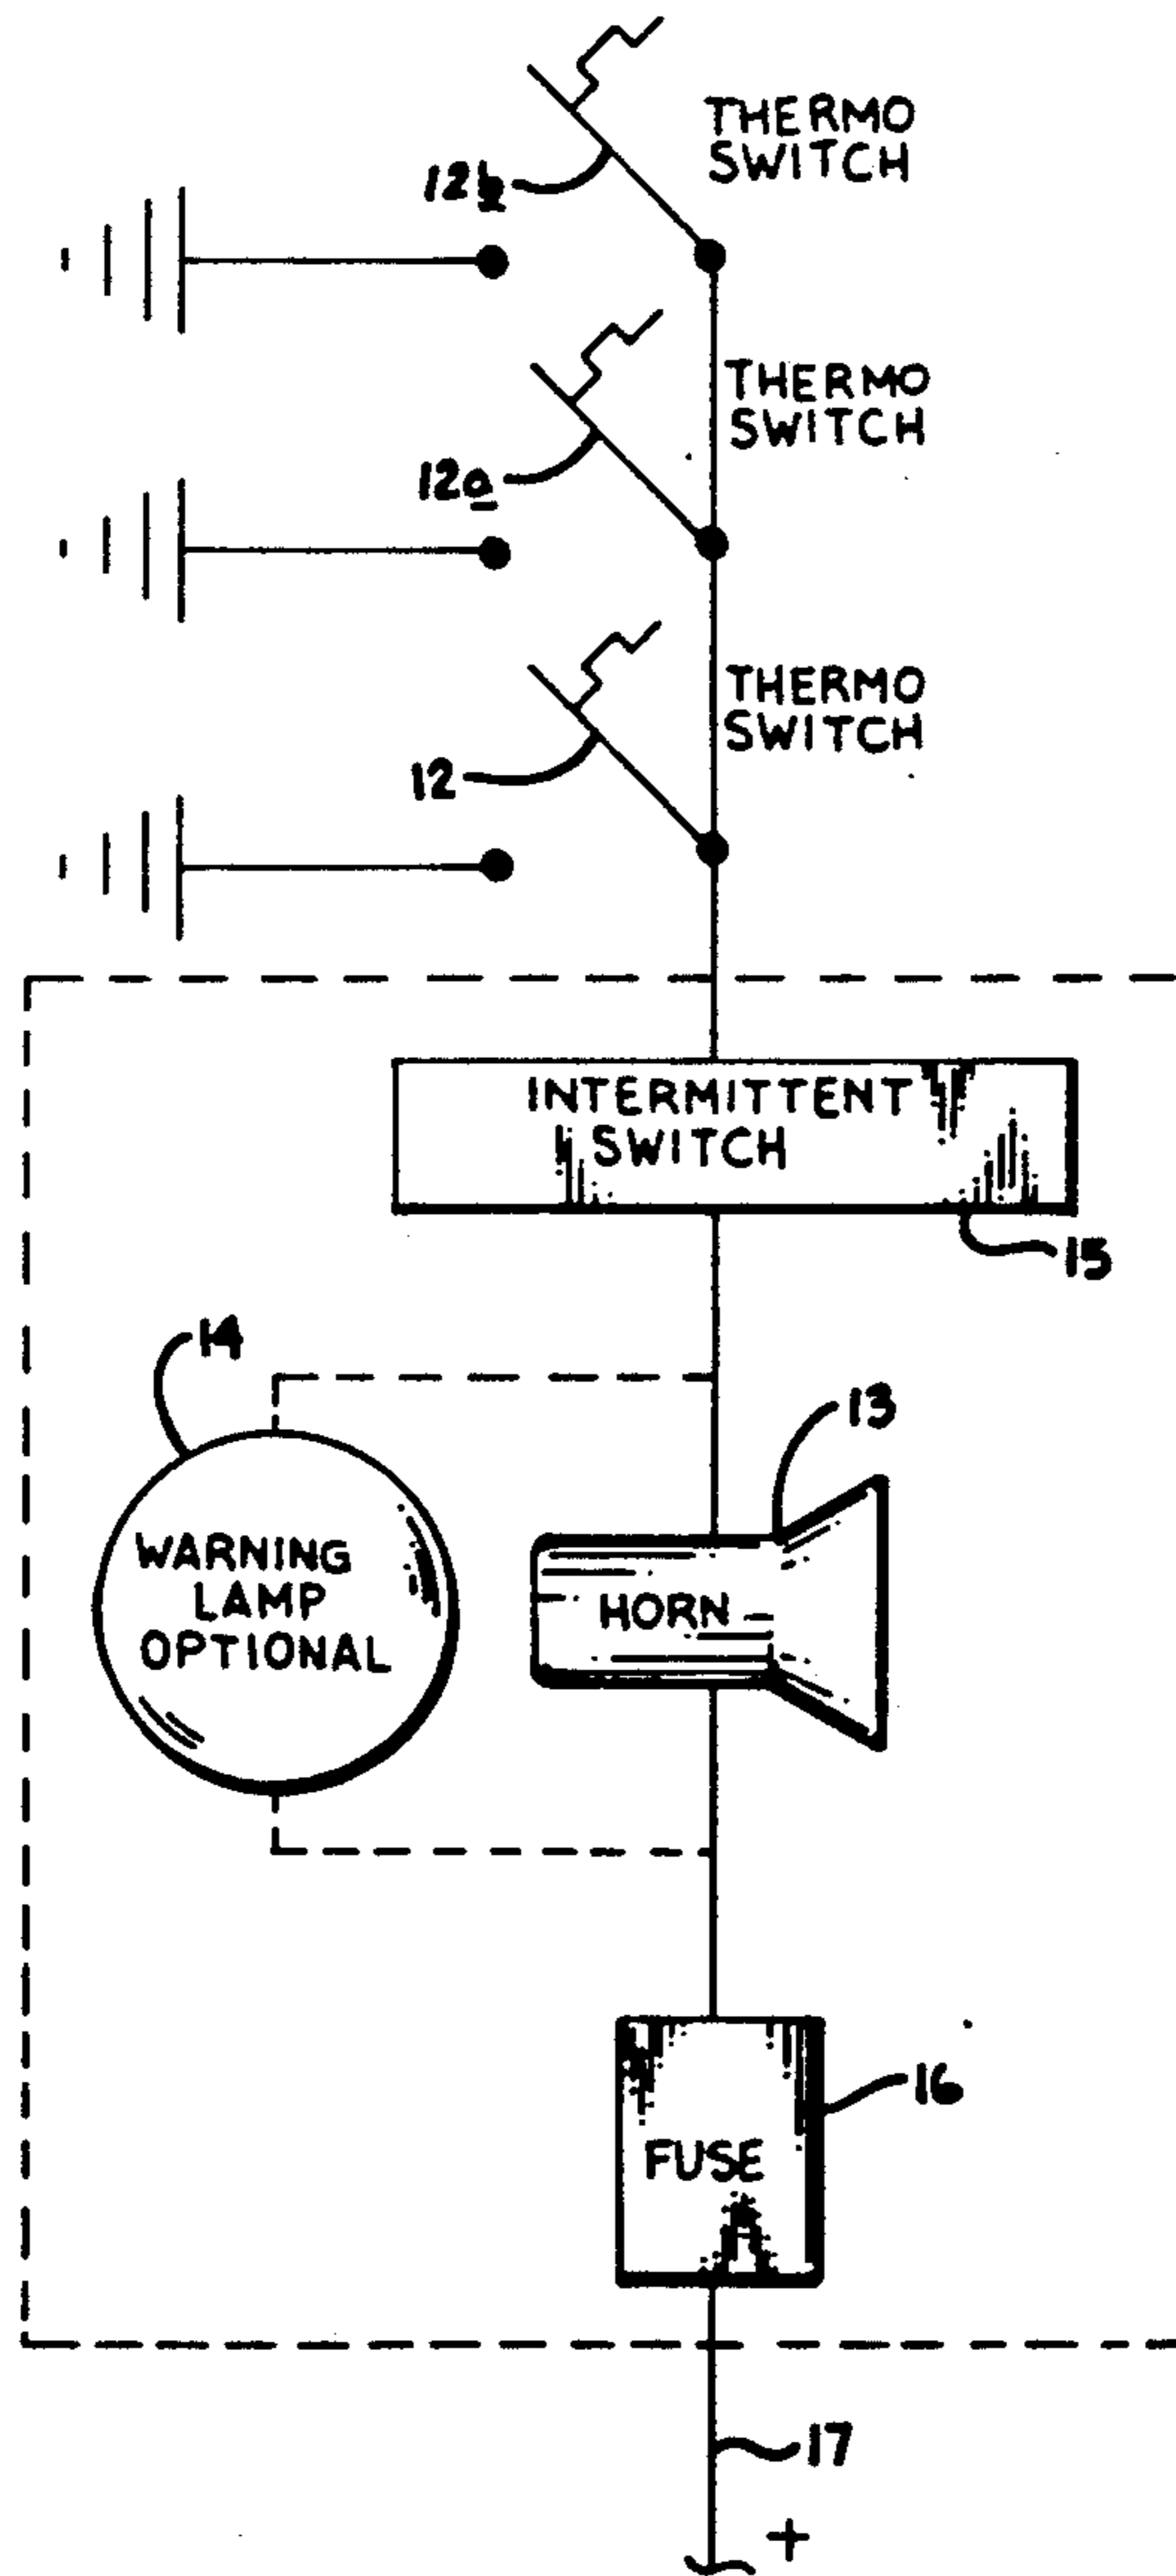 THERMO
SWITCH
12b
THERMO
SWITCH
12a
THERMO
SWITCH
12
INTERMITTENT
SWITCH
15
14
13
WARNING
LAMP
OPTIONAL
HORN
16
FUSE
17
+